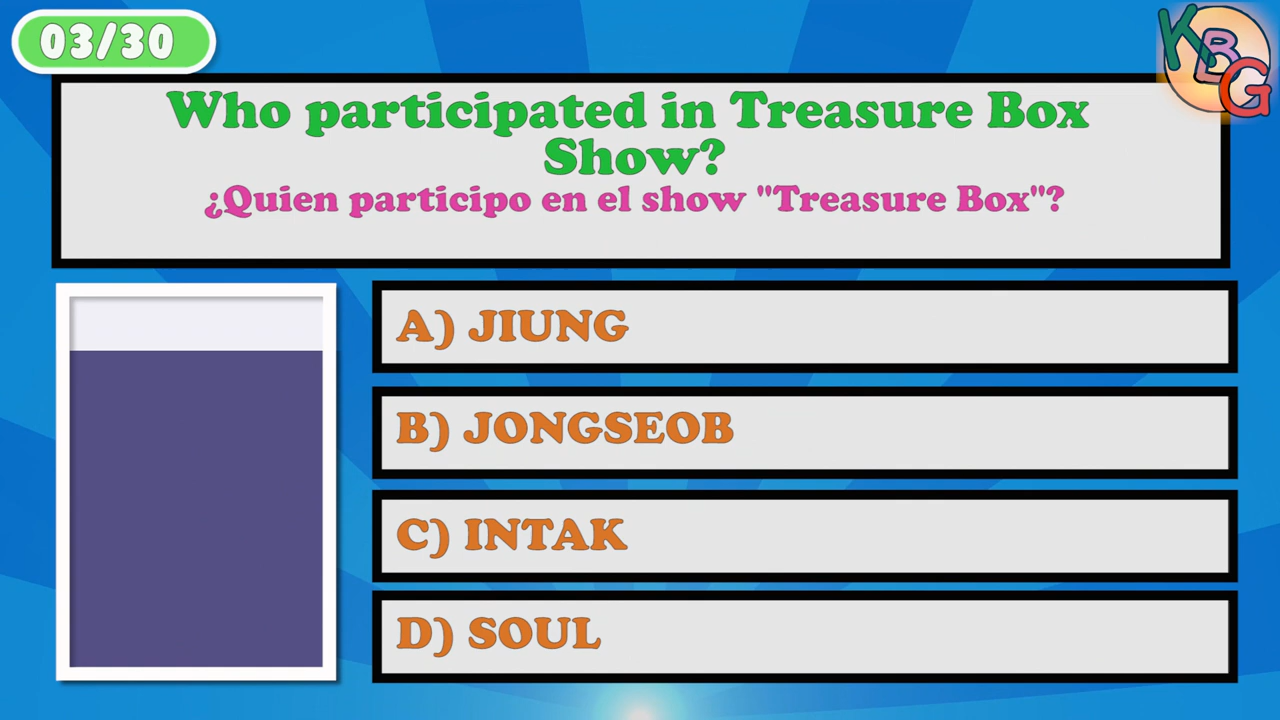 03/30
KBG
Who participated in Treasure Box
Show?
¿Quien participo en el show "Treasure Box"?
A) JIUNG
B) JONGSEOB
C) INTAK
D) SOUL